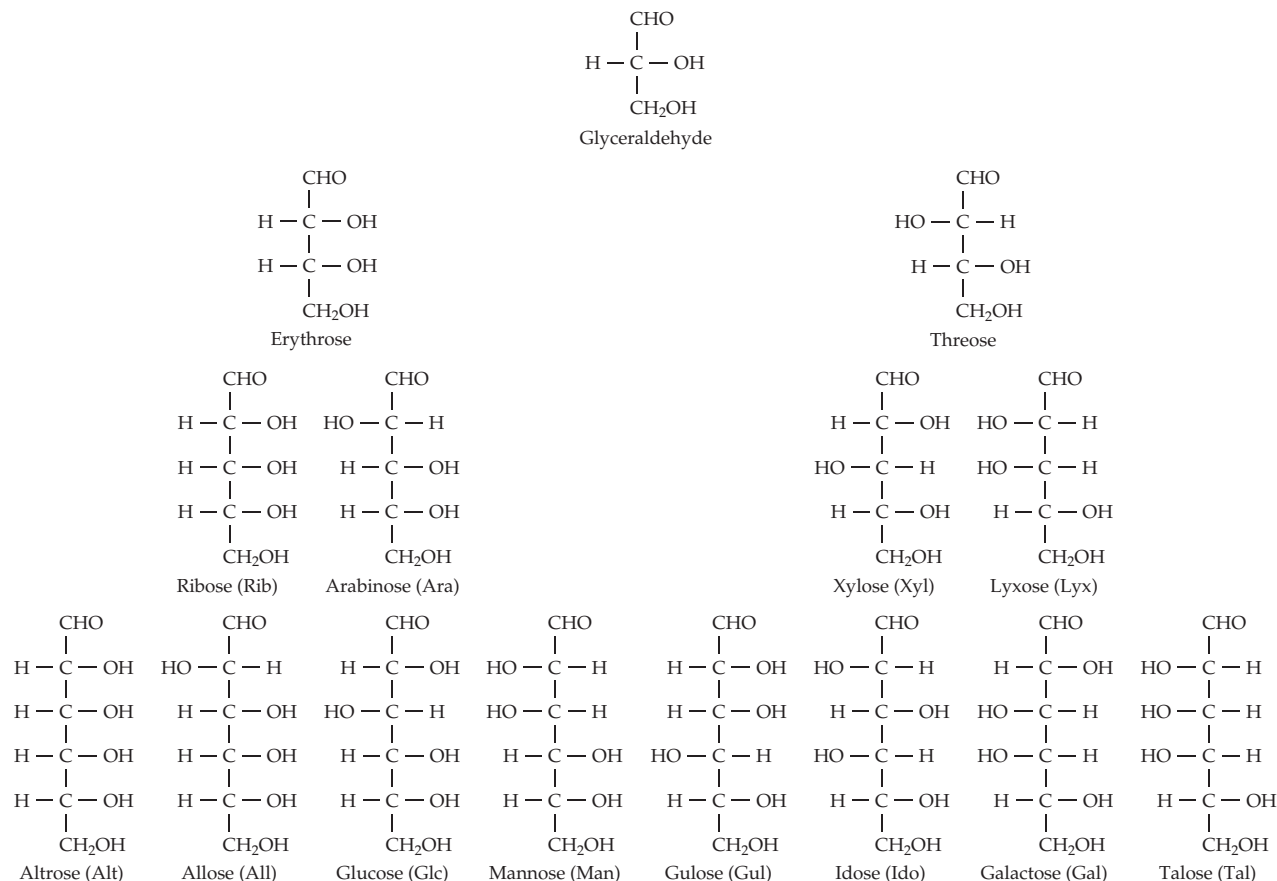 CHO
H — C — OH
CH₂OH
Glyceraldehyde
CHO CHO
H — C — OH HO — C — H
H — C — OH H — C — OH
CH₂OH CH₂OH
Erythrose Threose
CHO CHO CHO CHO
H — C — OH HO — C — H H — C — OH HO — C — H
H — C — OH H — C — OH HO — C — H HO — C — H
H — C — OH H — C — OH H — C — OH H — C — OH
CH₂OH CH₂OH CH₂OH CH₂OH
Ribose (Rib) Arabinose (Ara) Xylose (Xyl) Lyxose (Lyx)
CHO CHO CHO CHO CHO CHO CHO CHO
H — C — OH HO — C — H H — C — OH HO — C — H H — C — OH HO — C — H H — C — OH HO — C — H
H — C — OH H — C — OH HO — C — H HO — C — H H — C — OH H — C — OH HO — C — H HO — C — H
H — C — OH H — C — OH H — C — OH H — C — OH HO — C — H HO — C — H HO — C — H HO — C — H
H — C — OH H — C — OH H — C — OH H — C — OH H — C — OH H — C — OH H — C — OH H — C — OH
CH₂OH CH₂OH CH₂OH CH₂OH CH₂OH CH₂OH CH₂OH CH₂OH
Altrose (Alt) Allose (All) Glucose (Glc) Mannose (Man) Gulose (Gul) Idose (Ido) Galactose (Gal) Talose (Tal)